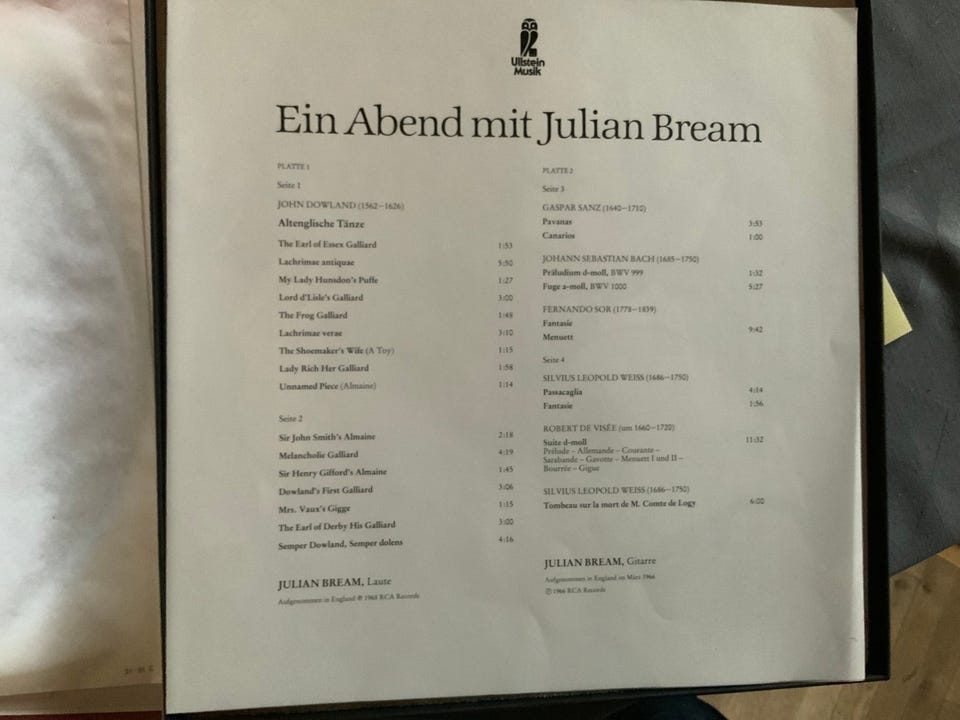 Ullstein
Musik
Ein Abend mit Julian Bream
PLATTE 1
Seite 1
JOHN DOWLAND (1562–1626)
Altenglische Tänze
The Earl of Essex Galliard 1:53
Lachrimae antiquae 5:50
My Lady Hunsdon's Puffe 1:27
Lord d'Lisle's Galliard 3:00
The Frog Galliard 1:48
Lachrimae verae 3:10
The Shoemaker's Wife (A Toy) 1:15
Lady Rich Her Galliard 1:58
Unnamed Piece (Almaine) 1:14
Seite 2
Sir John Smith's Almaine 2:18
Melancholie Galliard 4:19
Sir Henry Gifford's Almaine 1:45
Dowland's First Galliard 3:06
Mrs. Vaux's Gigge 1:15
The Earl of Derby His Galliard 3:00
Semper Dowland, Semper dolens 4:16
JULIAN BREAM, Laute
Aufgenommen in England ℗ 1968 RCA Records
PLATTE 2
Seite 3
GASPAR SANZ (1640–1710)
Pavanas 3:53
Canarios 1:00
JOHANN SEBASTIAN BACH (1685–1750)
Präludium d-moll, BWV 999 1:32
Fuge a-moll, BWV 1000 5:27
FERNANDO SOR (1778–1839)
Fantasie
Menuett 9:42
Seite 4
SILVIUS LEOPOLD WEISS (1686–1750)
Passacaglia 4:14
Fantasie 1:56
ROBERT DE VISÉE (um 1660–1720)
Suite d-moll 11:32
Prélude – Allemande – Courante –
Sarabande – Gavotte – Menuett I und II –
Bourrée – Gigue
SILVIUS LEOPOLD WEISS (1686–1750)
Tombeau sur la mort de M. Comte de Logy 6:00
JULIAN BREAM, Gitarre
Aufgenommen in England on März 1966
℗ 1966 RCA Records